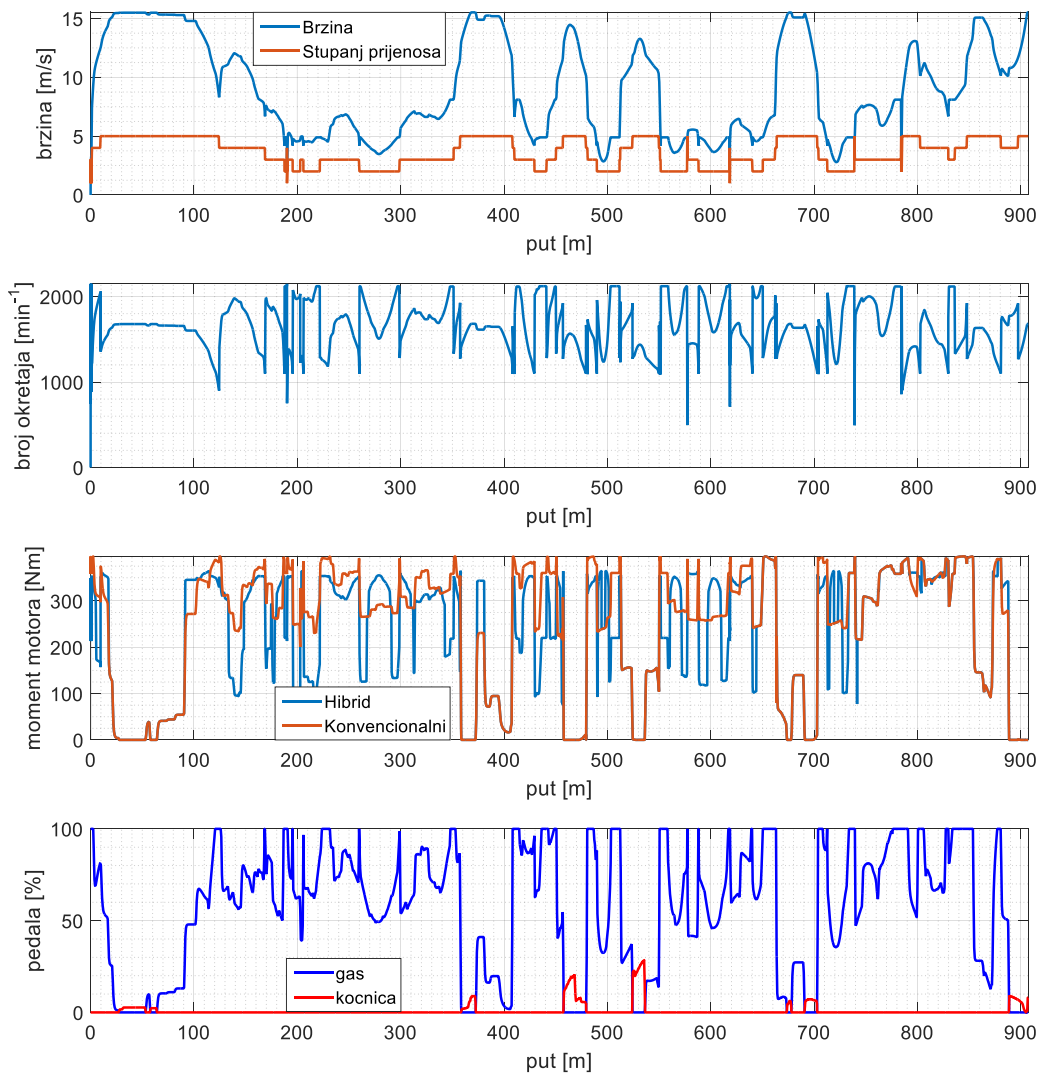 15
10
5
0
brzina [m/s]
Brzina
Stupanj prijenosa
0 100 200 300 400 500 600 700 800 900
put [m]
2000
1000
0
broj okretaja [min-1]
0 100 200 300 400 500 600 700 800 900
put [m]
300
200
100
0
moment motora [Nm]
Hibrid
Konvencionalni
0 100 200 300 400 500 600 700 800 900
put [m]
100
50
0
pedala [%]
gas
kocnica
0 100 200 300 400 500 600 700 800 900
put [m]